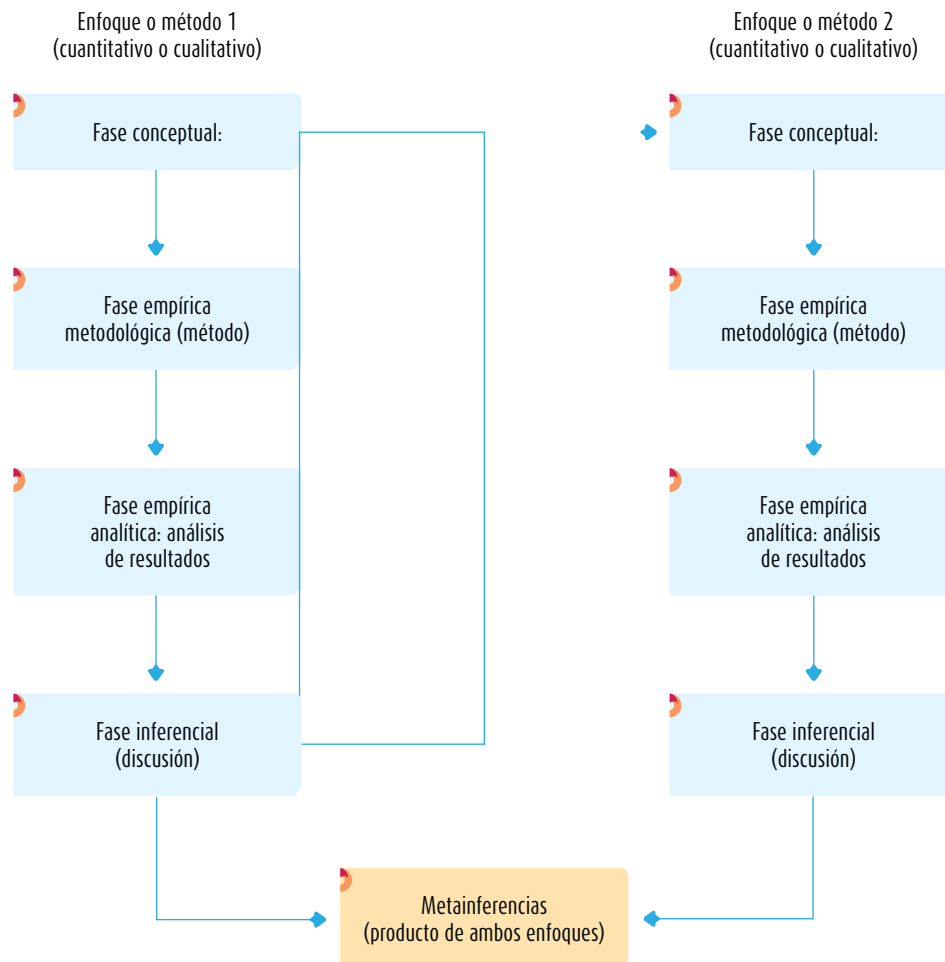 Enfoque o método 1
(cuantitativo o cualitativo)
Fase conceptual:
Fase empírica
metodológica (método)
Fase empírica
analítica: análisis
de resultados
Fase inferencial
(discusión)
Enfoque o método 2
(cuantitativo o cualitativo)
Fase conceptual:
Fase empírica
metodológica (método)
Fase empírica
analítica: análisis
de resultados
Fase inferencial
(discusión)
Metainferencias
(producto de ambos enfoques)